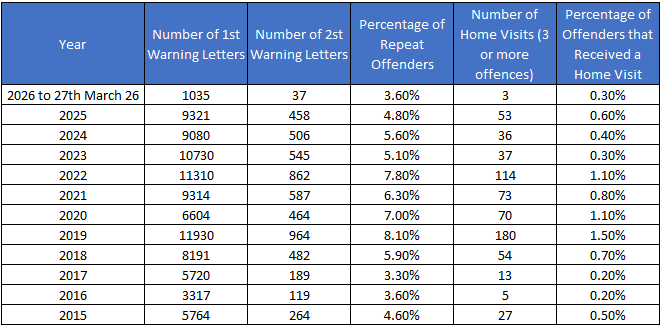 Year Number of 1st Warning Letters Number of 2nd Warning Letters Percentage of Repeat Offenders Number of Home Visits (3 or more offences) Percentage of Offenders that Received a Home Visit
2026 to 27th March 26 1035 37 3.60% 3 0.30%
2025 9321 458 4.80% 53 0.60%
2024 9080 506 5.60% 36 0.40%
2023 10730 545 5.10% 37 0.30%
2022 11310 862 7.80% 114 1.10%
2021 9314 587 6.30% 73 0.80%
2020 6604 464 7.00% 70 1.10%
2019 11930 964 8.10% 180 1.50%
2018 8191 482 5.90% 54 0.70%
2017 5720 189 3.30% 13 0.20%
2016 3317 119 3.60% 5 0.20%
2015 5764 264 4.60% 27 0.50%